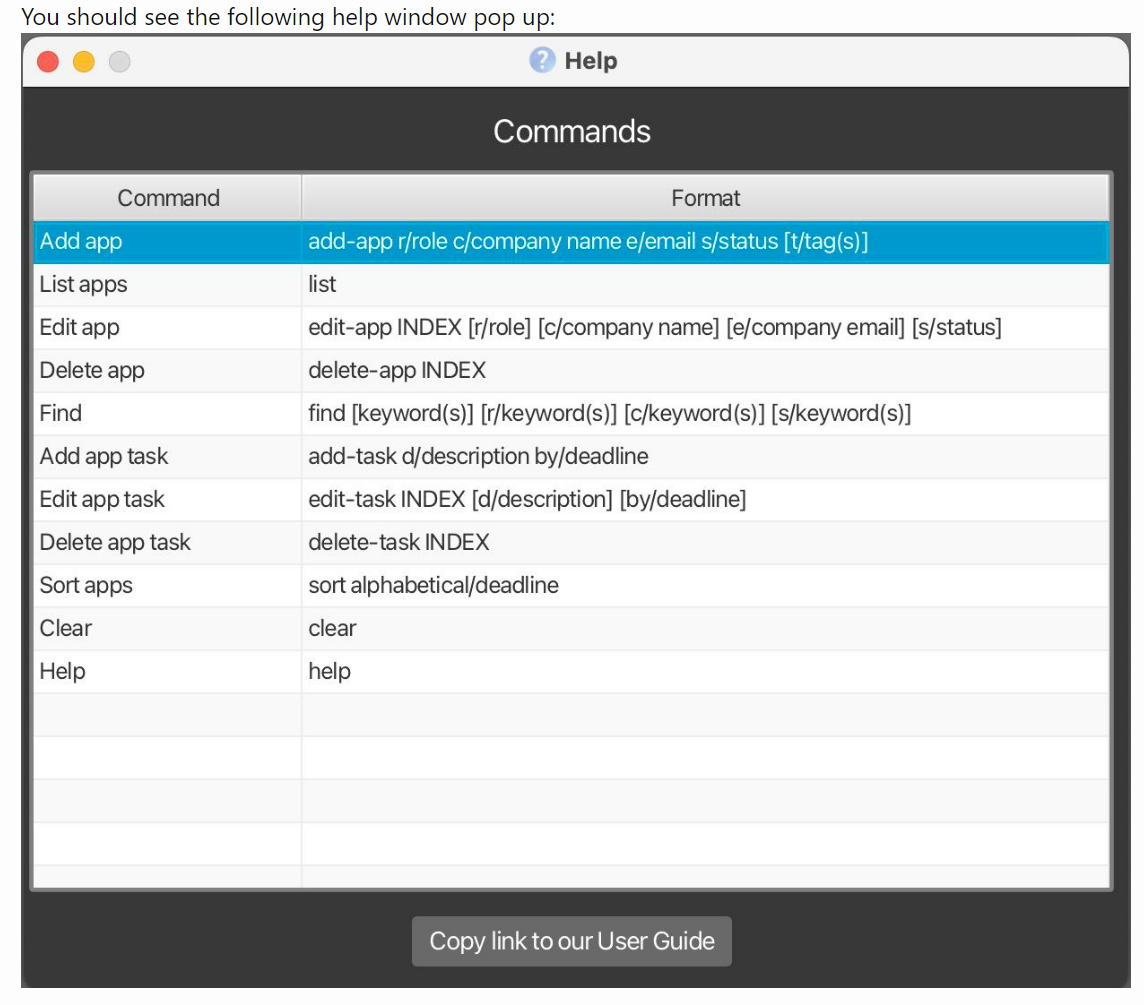 You should see the following help window pop up:
? Help
Commands
Command Format
Add app add-app r/role c/company name e/email s/status [t/tag(s)]
List apps list
Edit app edit-app INDEX [r/role] [c/company name] [e/company email] [s/status]
Delete app delete-app INDEX
Find find [keyword(s)] [r/keyword(s)] [c/keyword(s)] [s/keyword(s)]
Add app task add-task d/description by/deadline
Edit app task edit-task INDEX [d/description] [by/deadline]
Delete app task delete-task INDEX
Sort apps sort alphabetical/deadline
Clear clear
Help help
Copy link to our User Guide